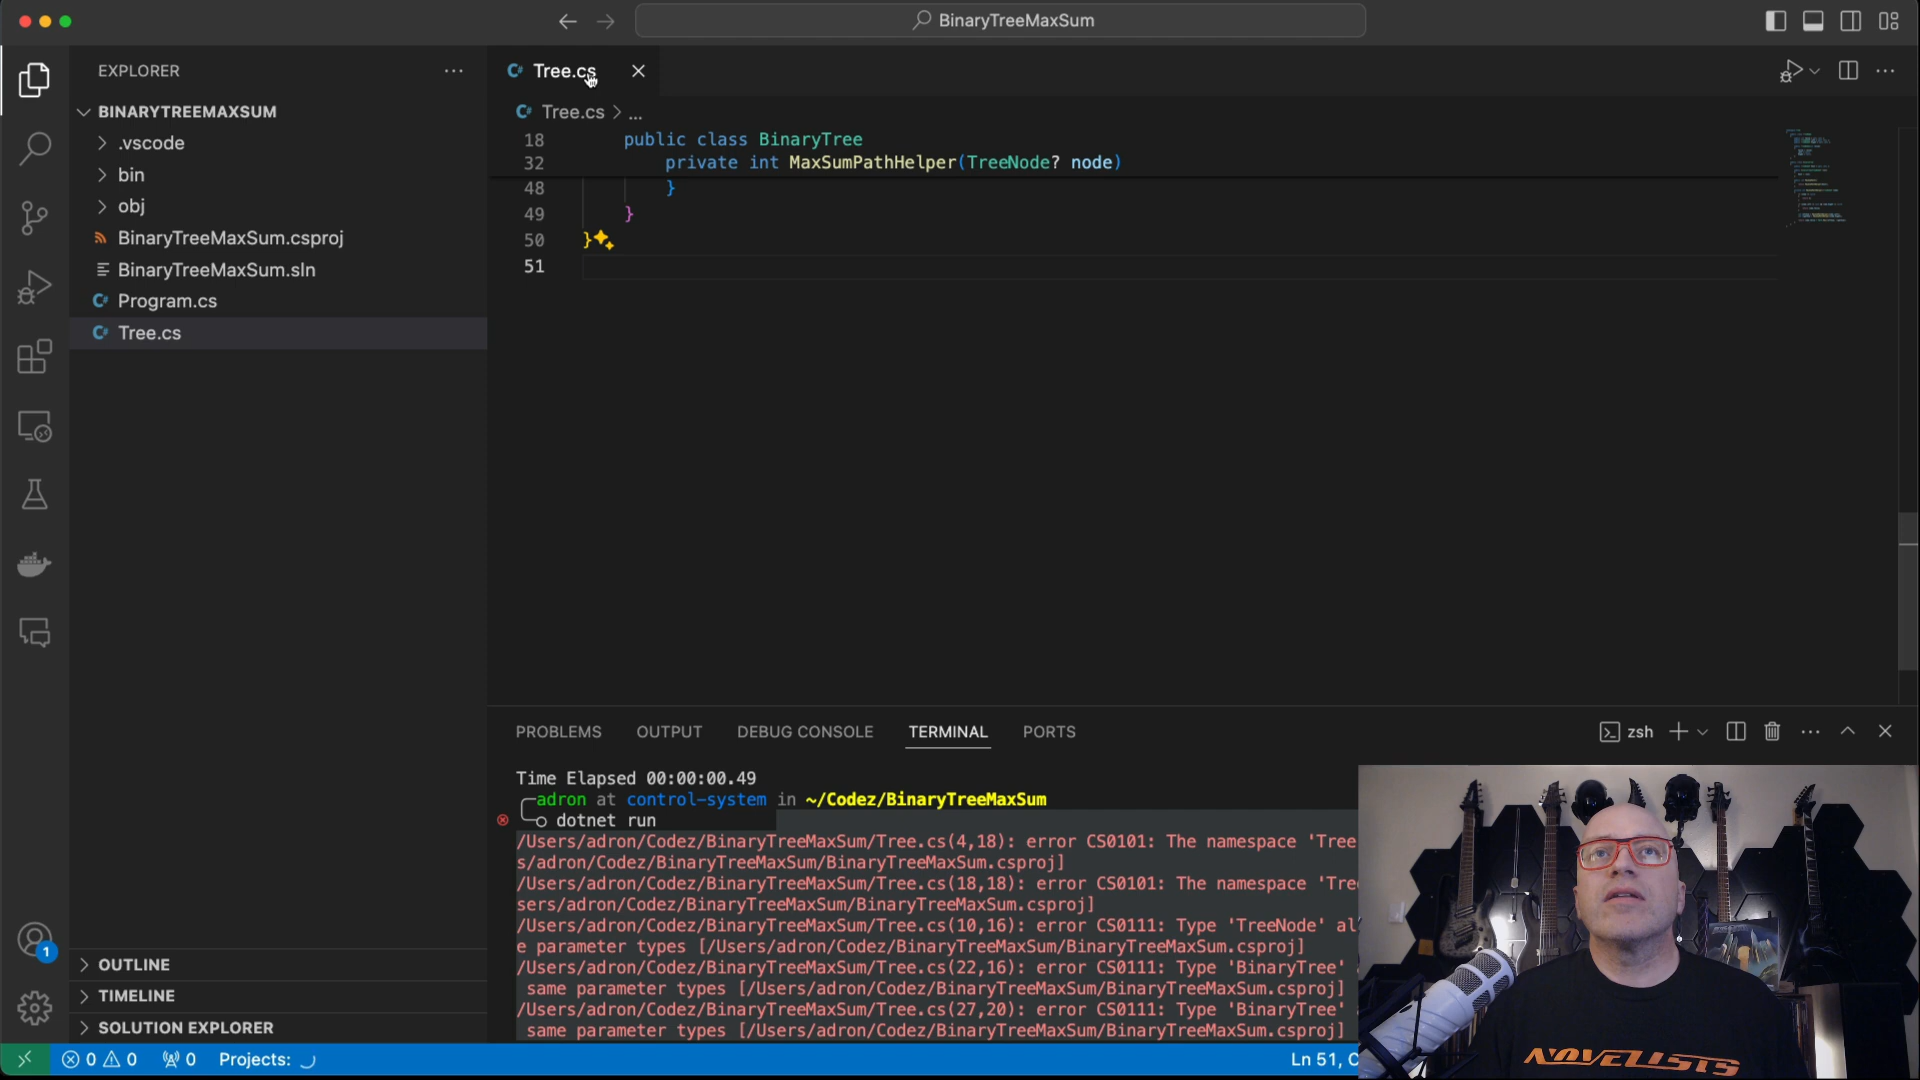 BinaryTreeMaxSum
EXPLORER
BINARYTREEMAXSUM
.vscode
bin
obj
BinaryTreeMaxSum.csproj
BinaryTreeMaxSum.sln
C# Program.cs
C# Tree.cs
OUTLINE
TIMELINE
SOLUTION EXPLORER
C# Tree.cs
C# Tree.cs > ...
18 public class BinaryTree
32 private int MaxSumPathHelper(TreeNode? node)
48 }
49 }
50 }
51
PROBLEMS OUTPUT DEBUG CONSOLE TERMINAL PORTS
zsh
Time Elapsed 00:00:00.49
adron at control-system in ~/Codez/BinaryTreeMaxSum
dotnet run
/Users/adron/Codez/BinaryTreeMaxSum/Tree.cs(4,18): error CS0101: The namespace 'Tree
s/adron/Codez/BinaryTreeMaxSum/BinaryTreeMaxSum.csproj]
/Users/adron/Codez/BinaryTreeMaxSum/Tree.cs(18,18): error CS0101: The namespace 'Tre
sers/adron/Codez/BinaryTreeMaxSum/BinaryTreeMaxSum.csproj]
/Users/adron/Codez/BinaryTreeMaxSum/Tree.cs(10,16): error CS0111: Type 'TreeNode' al
e parameter types [/Users/adron/Codez/BinaryTreeMaxSum/BinaryTreeMaxSum.csproj]
/Users/adron/Codez/BinaryTreeMaxSum/Tree.cs(22,16): error CS0111: Type 'BinaryTree'
same parameter types [/Users/adron/Codez/BinaryTreeMaxSum/BinaryTreeMaxSum.csproj]
/Users/adron/Codez/BinaryTreeMaxSum/Tree.cs(27,20): error CS0111: Type 'BinaryTree'
same parameter types [/Users/adron/Codez/BinaryTreeMaxSum/BinaryTreeMaxSum.csproj]
1
0 0 0 Projects:
Ln 51, C
NOVELISTS